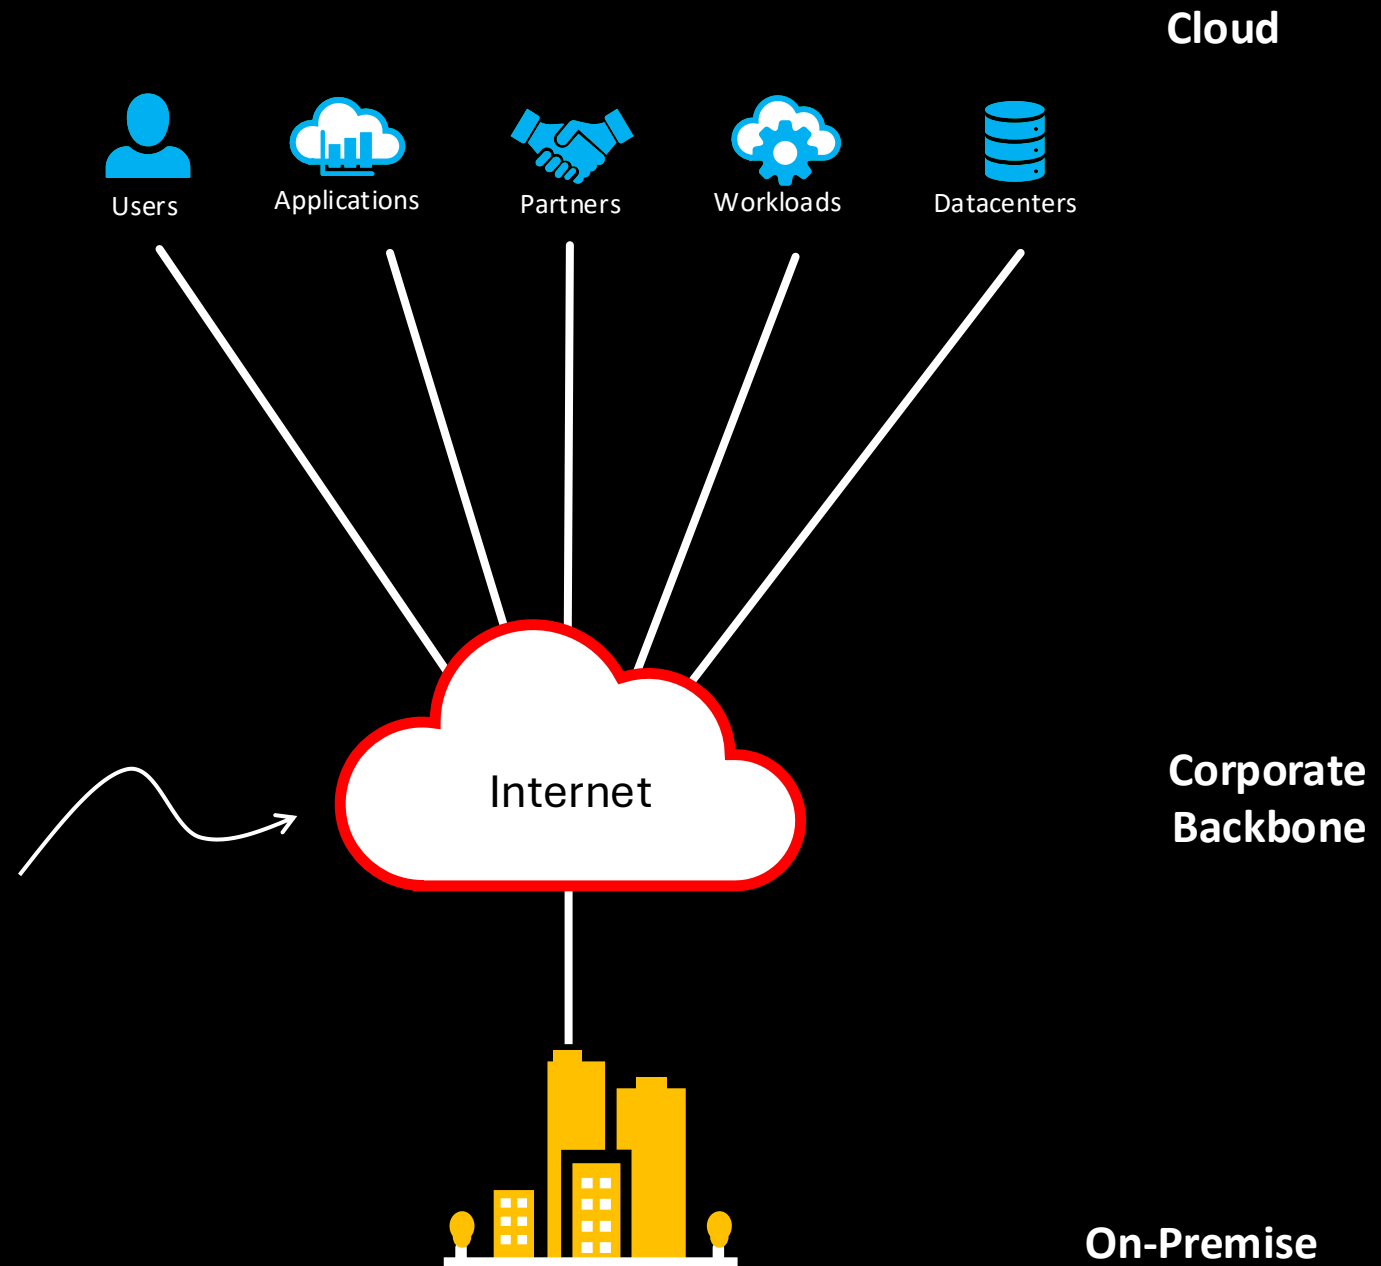 Cloud
Users
Applications
Partners
Workloads
Datacenters
Internet
Corporate
Backbone
On-Premise